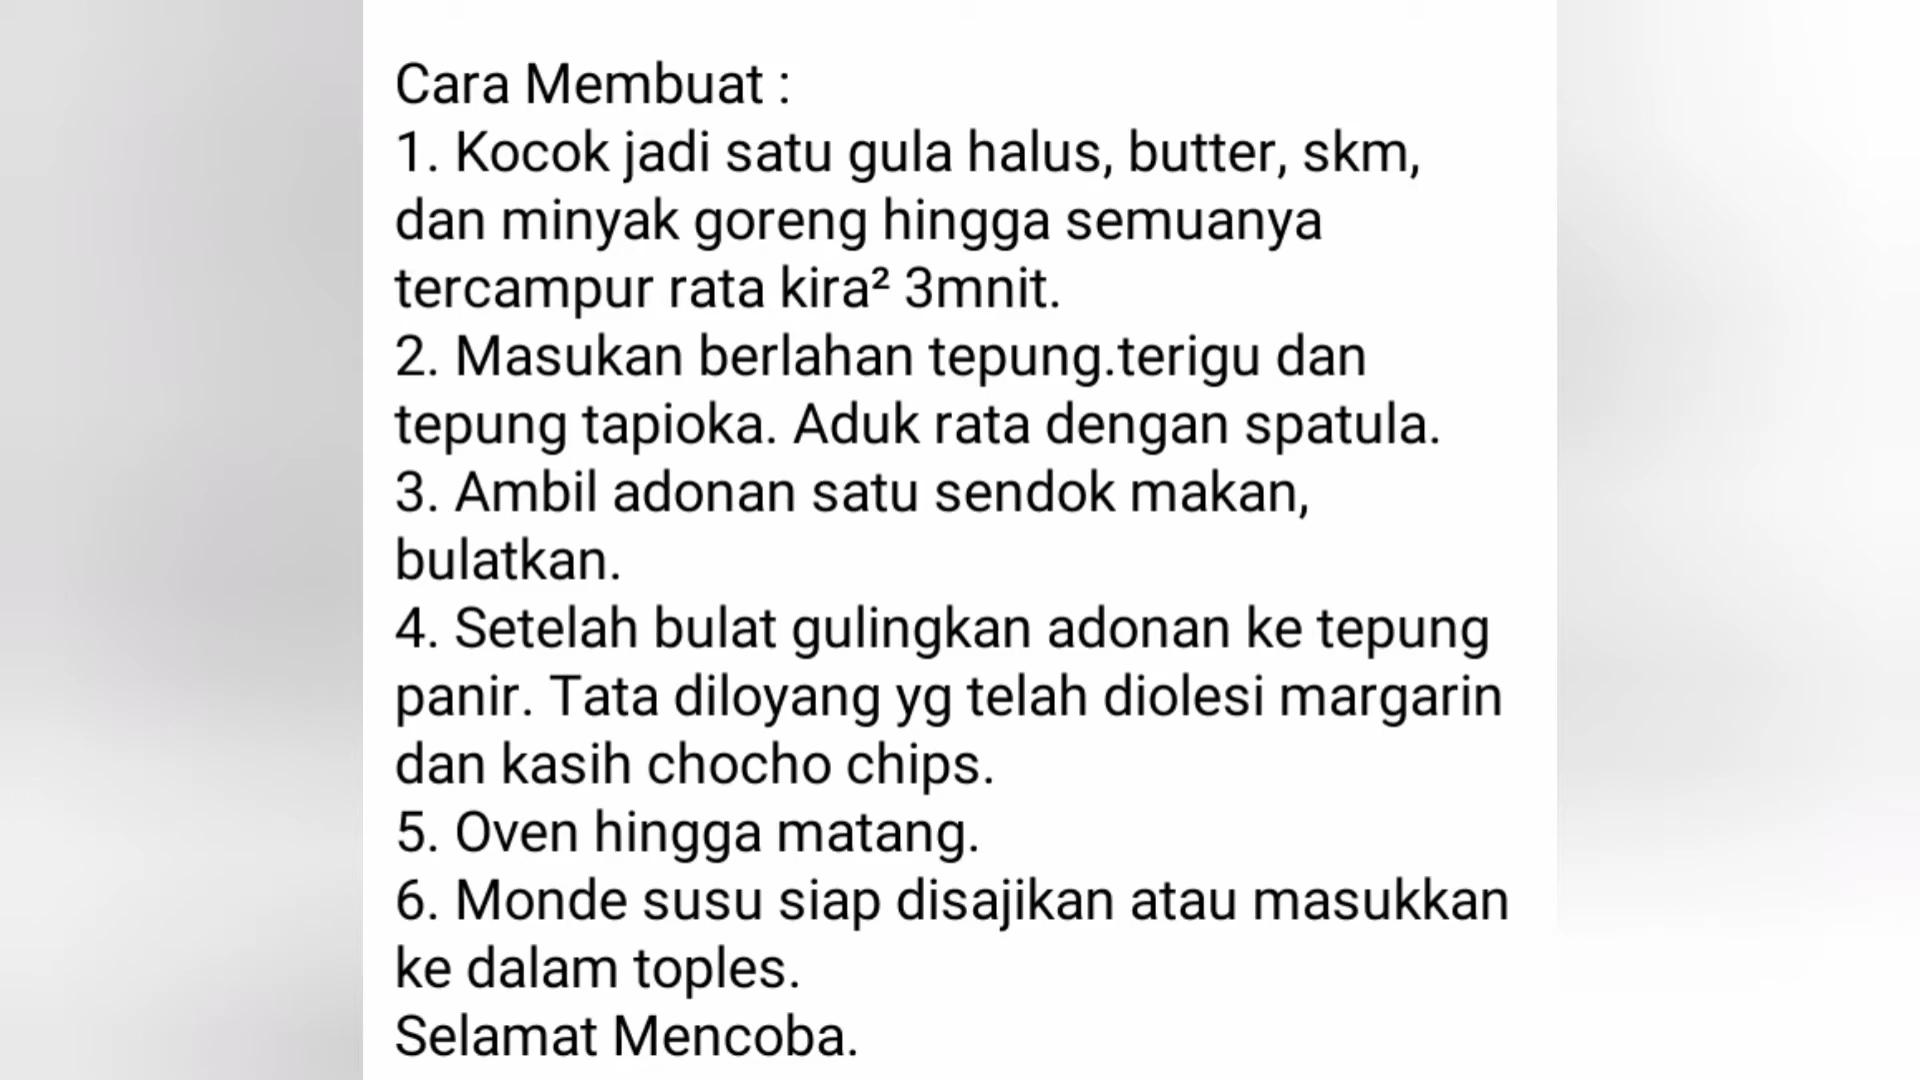 Cara Membuat :
1. Kocok jadi satu gula halus, butter, skm,
dan minyak goreng hingga semuanya
tercampur rata kira² 3mnit.
2. Masukan berlahan tepung.terigu dan
tepung tapioka. Aduk rata dengan spatula.
3. Ambil adonan satu sendok makan,
bulatkan.
4. Setelah bulat gulingkan adonan ke tepung
panir. Tata diloyang yg telah diolesi margarin
dan kasih chocho chips.
5. Oven hingga matang.
6. Monde susu siap disajikan atau masukkan
ke dalam toples.
Selamat Mencoba.